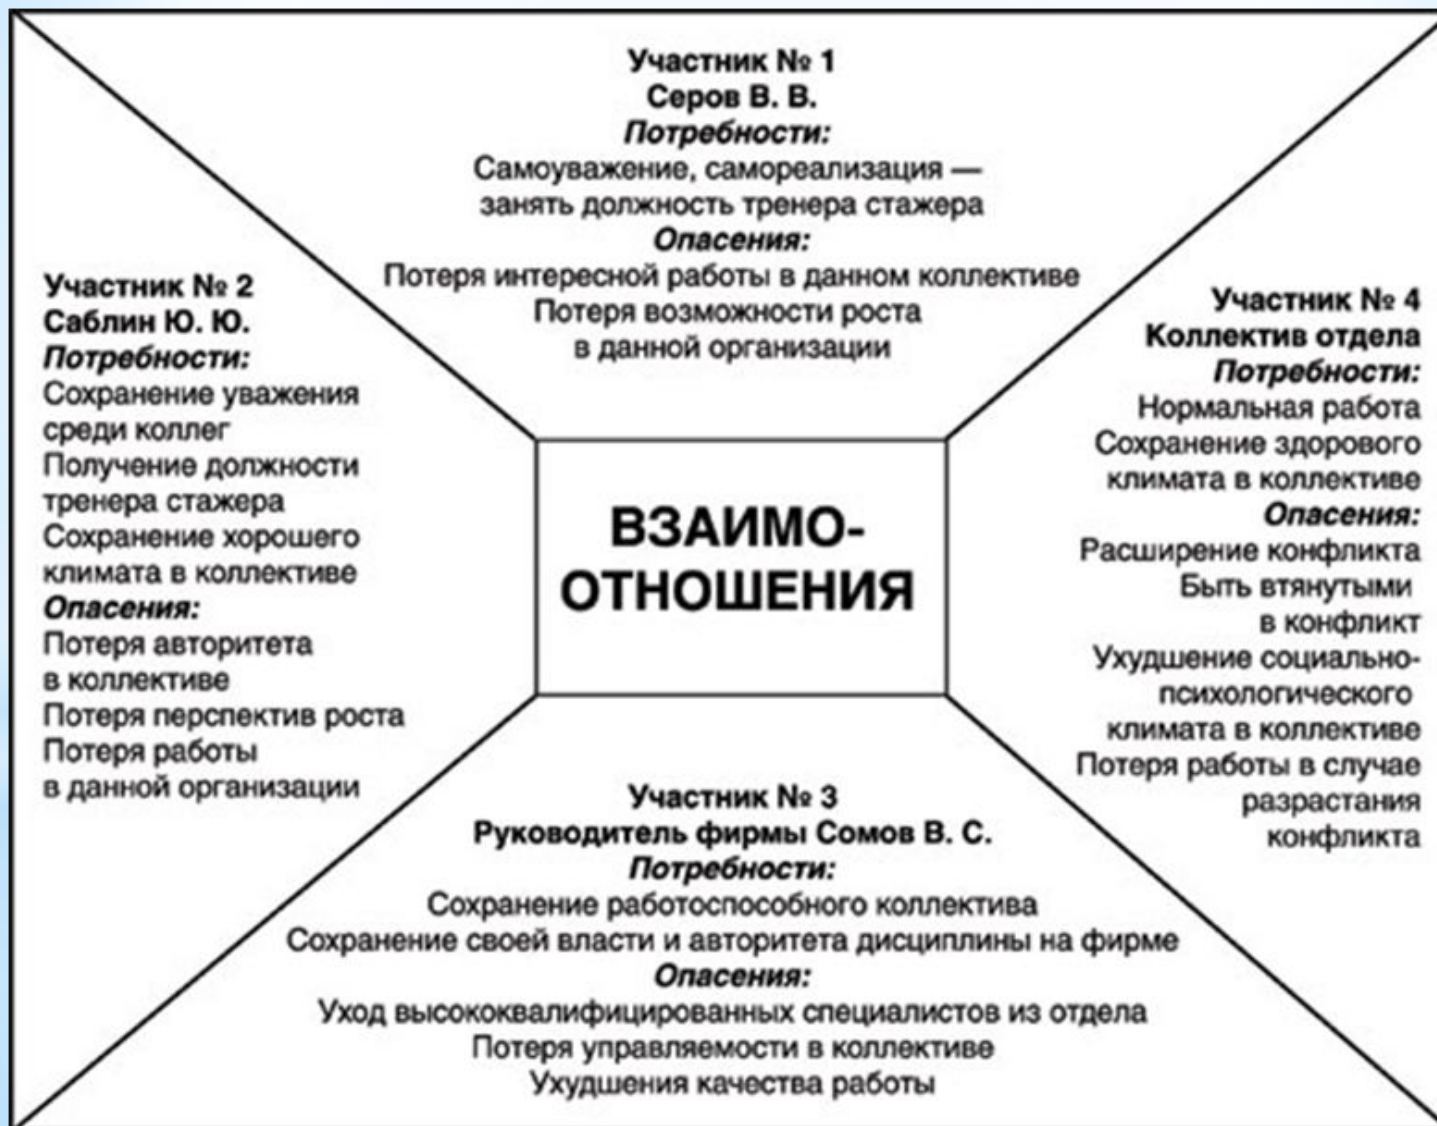 Участник № 1
Серов В. В.
Потребности:
Самоуважение, самореализация —
занять должность тренера стажера
Опасения:
Потеря интересной работы в данном коллективе
Потеря возможности роста
в данной организации
Участник № 2
Саблин Ю. Ю.
Потребности:
Сохранение уважения
среди коллег
Получение должности
тренера стажера
Сохранение хорошего
климата в коллективе
Опасения:
Потеря авторитета
в коллективе
Потеря перспектив роста
Потеря работы
в данной организации
ВЗАИМО-
ОТНОШЕНИЯ
Участник № 4
Коллектив отдела
Потребности:
Нормальная работа
Сохранение здорового
климата в коллективе
Опасения:
Расширение конфликта
Быть втянутыми
в конфликт
Ухудшение социально-
психологического
климата в коллективе
Потеря работы в случае
разрастания
конфликта
Участник № 3
Руководитель фирмы Сомов В. С.
Потребности:
Сохранение работоспособного коллектива
Сохранение своей власти и авторитета дисциплины на фирме
Опасения:
Уход высококвалифицированных специалистов из отдела
Потеря управляемости в коллективе
Ухудшения качества работы